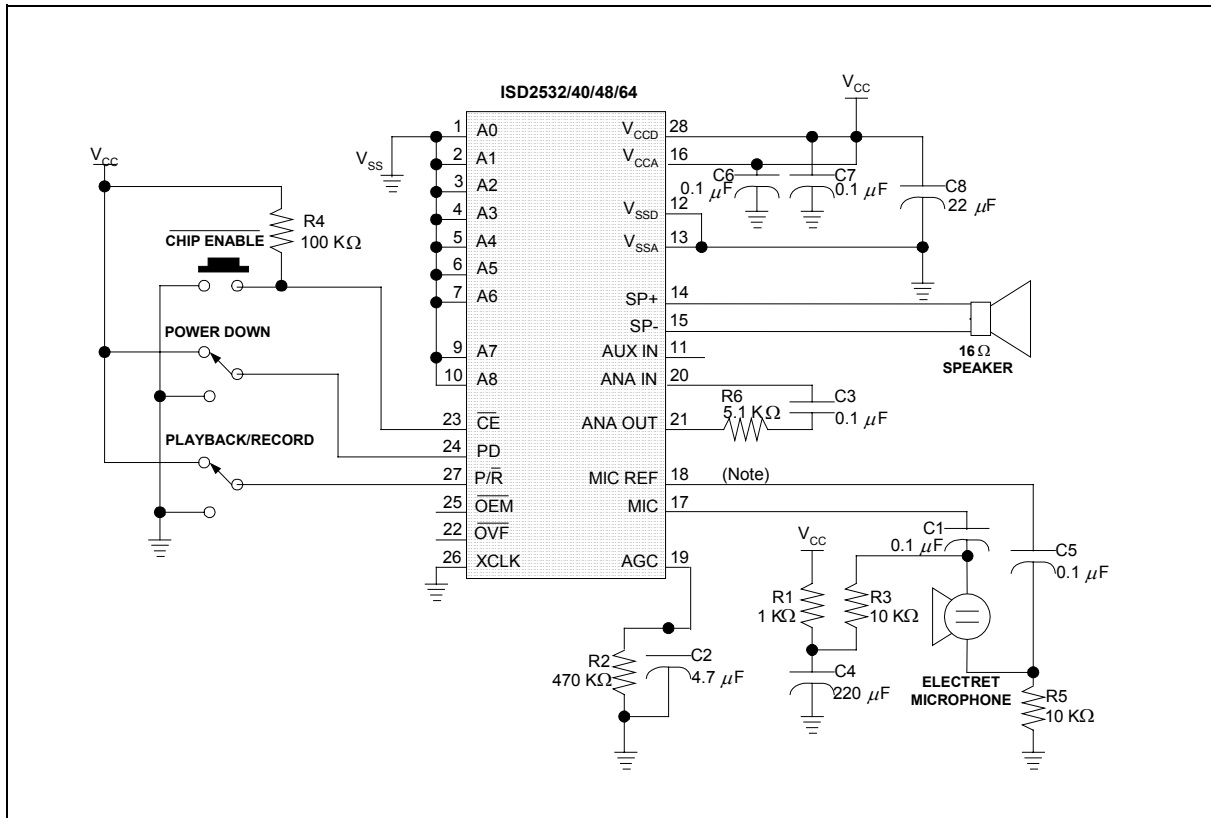 ISD2532/40/48/64
V_CC
R4
100 KΩ
CHIP ENABLE
POWER DOWN
PLAYBACK/RECORD
V_SS
1 A0
2 A1
3 A2
4 A3
5 A4
6 A5
7 A6
9 A7
10 A8
23 CE
24 PD
27 P/R
25 OEM
22 OVF
26 XCLK
V_CCD 28
V_CCA 16
V_SSD 12
V_SSA 13
SP+ 14
SP- 15
AUX IN 11
ANA IN 20
ANA OUT 21
MIC REF 18 (Note)
MIC 17
AGC 19
V_CC
C6
0.1 µF
C7
0.1 µF
C8
22 µF
16Ω
SPEAKER
R6
5.1 KΩ
C3
0.1 µF
C1
0.1 µF
C5
0.1 µF
V_CC
R1
1 KΩ
R3
10 KΩ
R2
470 KΩ
C2
4.7 µF
C4
220 µF
ELECTRET
MICROPHONE
R5
10 KΩ